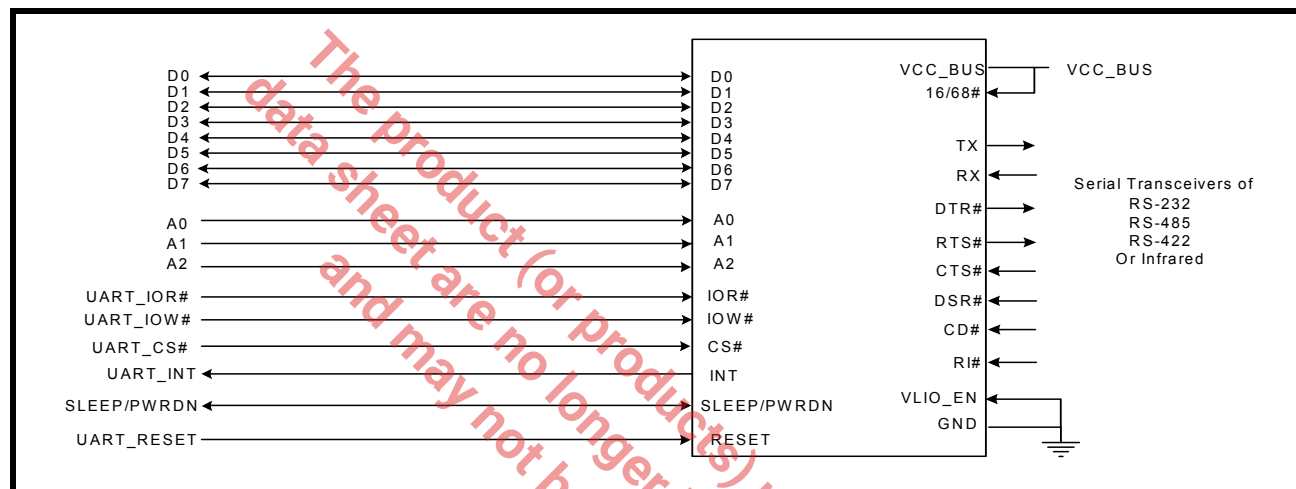 D0
D1
D2
D3
D4
D5
D6
D7
A0
A1
A2
UART_IOR#
UART_IOW#
UART_CS#
UART_INT
SLEEP/PWRDN
UART_RESET
D0
D1
D2
D3
D4
D5
D6
D7
A0
A1
A2
IOR#
IOW#
CS#
INT
SLEEP/PWRDN
RESET
VCC_BUS
16/68#
TX
RX
DTR#
RTS#
CTS#
DSR#
CD#
RI#
VLIO_EN
GND
VCC_BUS
Serial Transceivers of
RS-232
RS-485
RS-422
Or Infrared
The product (or products)
data sheet are no longer
and may not